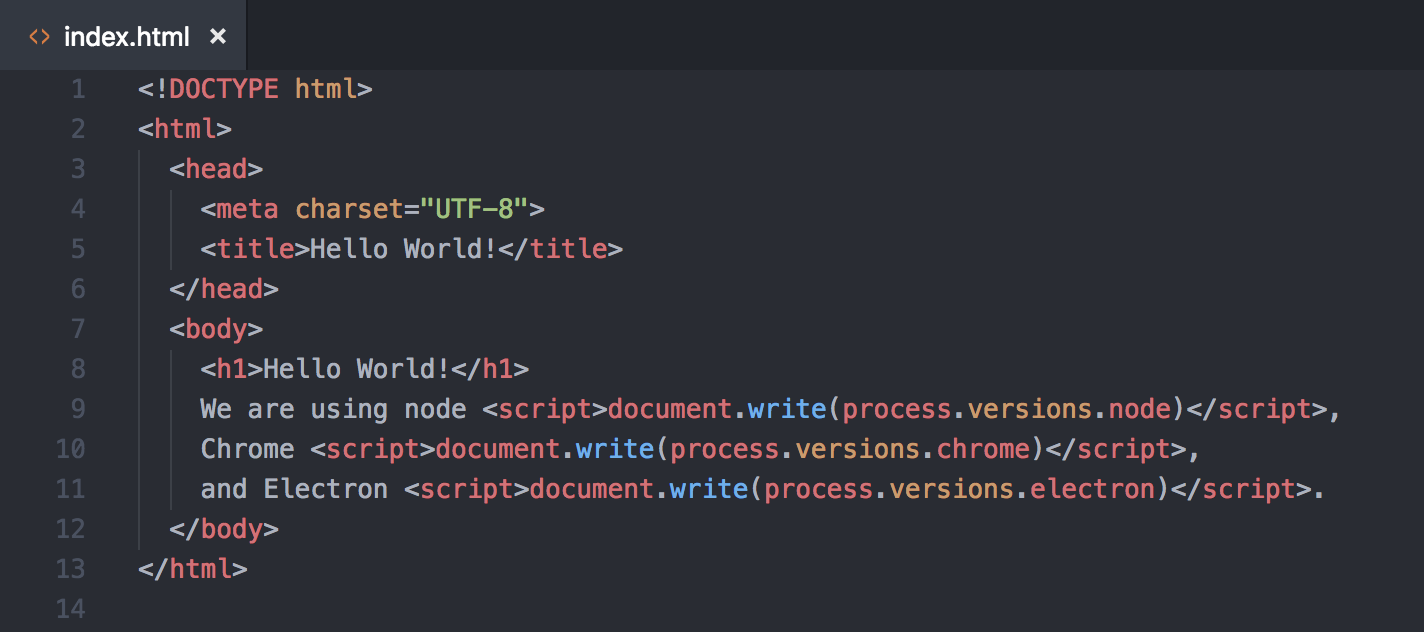 <> index.html ×
1 <!DOCTYPE html>
2 <html>
3   <head>
4     <meta charset="UTF-8">
5     <title>Hello World!</title>
6   </head>
7   <body>
8     <h1>Hello World!</h1>
9     We are using node <script>document.write(process.versions.node)</script>,
10     Chrome <script>document.write(process.versions.chrome)</script>,
11     and Electron <script>document.write(process.versions.electron)</script>.
12   </body>
13 </html>
14